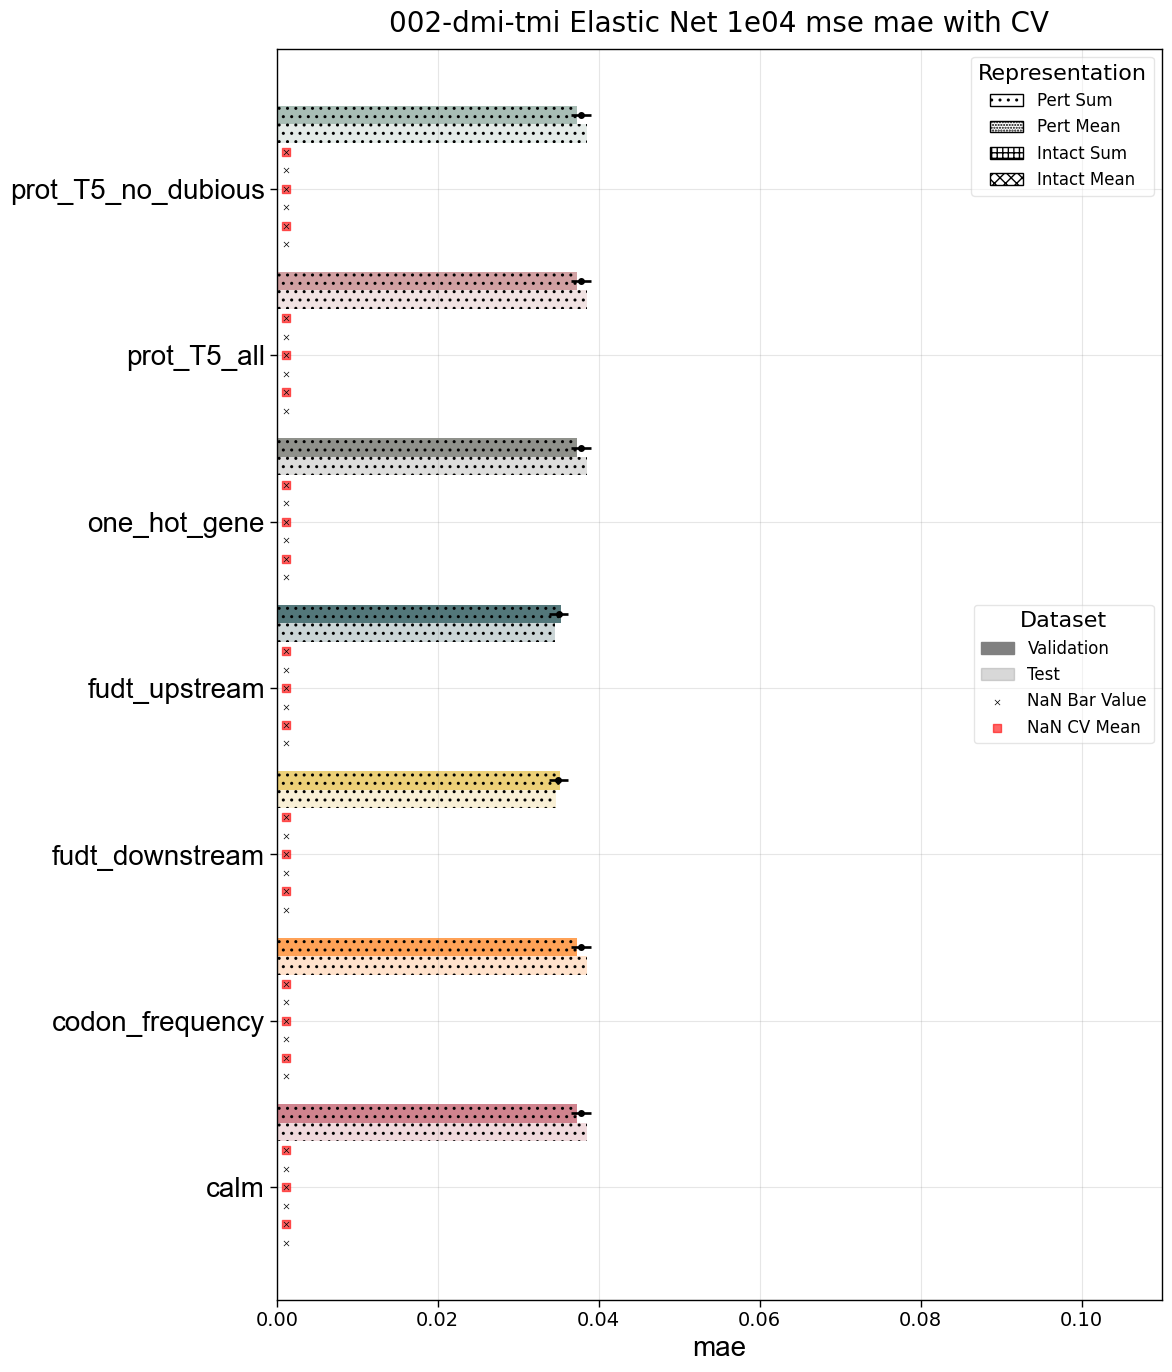 002-dmi-tmi Elastic Net 1e04 mse mae with CV
Representation
Pert Sum
Pert Mean
Intact Sum
Intact Mean
prot_T5_no_dubious
prot_T5_all
one_hot_gene
fudt_upstream
fudt_downstream
codon_frequency
calm
Dataset
Validation
Test
NaN Bar Value
NaN CV Mean
0.00 0.02 0.04 0.06 0.08 0.10
mae